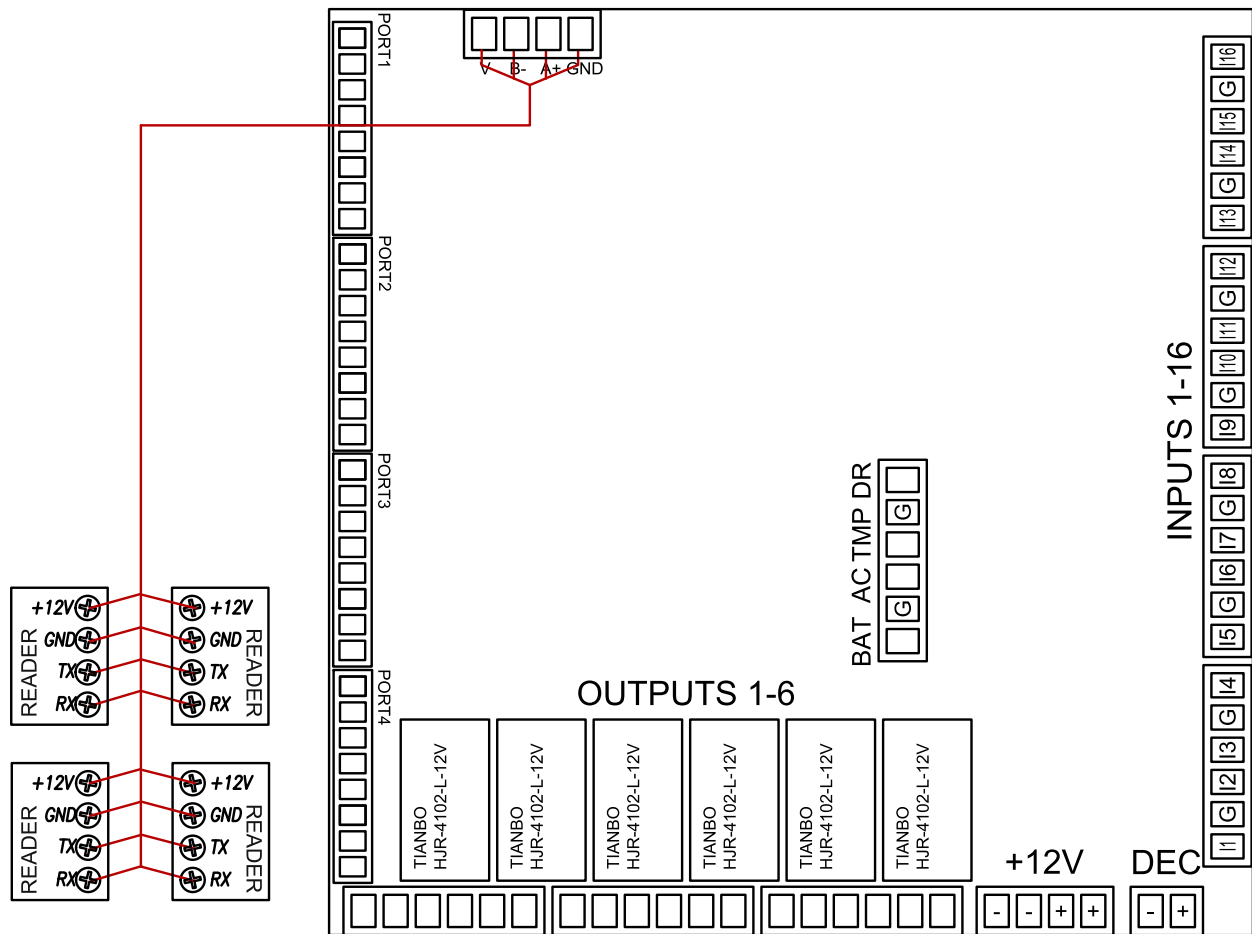 V B- A+ GND
PORT1
PORT2
PORT3
PORT4
I16
G
I15
I14
G
I13
I12
G
I11
I10
G
I9
I8
G
I7
I6
G
I5
I4
G
I3
I2
G
I1
INPUTS 1-16
BAT AC TMP DR
G
G
OUTPUTS 1-6
TIANBO
HJR-4102-L-12V
TIANBO
HJR-4102-L-12V
TIANBO
HJR-4102-L-12V
TIANBO
HJR-4102-L-12V
TIANBO
HJR-4102-L-12V
TIANBO
HJR-4102-L-12V
+12V
- - + +
DEC
- +
READER
+12V
GND
TX
RX
READER
+12V
GND
TX
RX
READER
+12V
GND
TX
RX
READER
+12V
GND
TX
RX